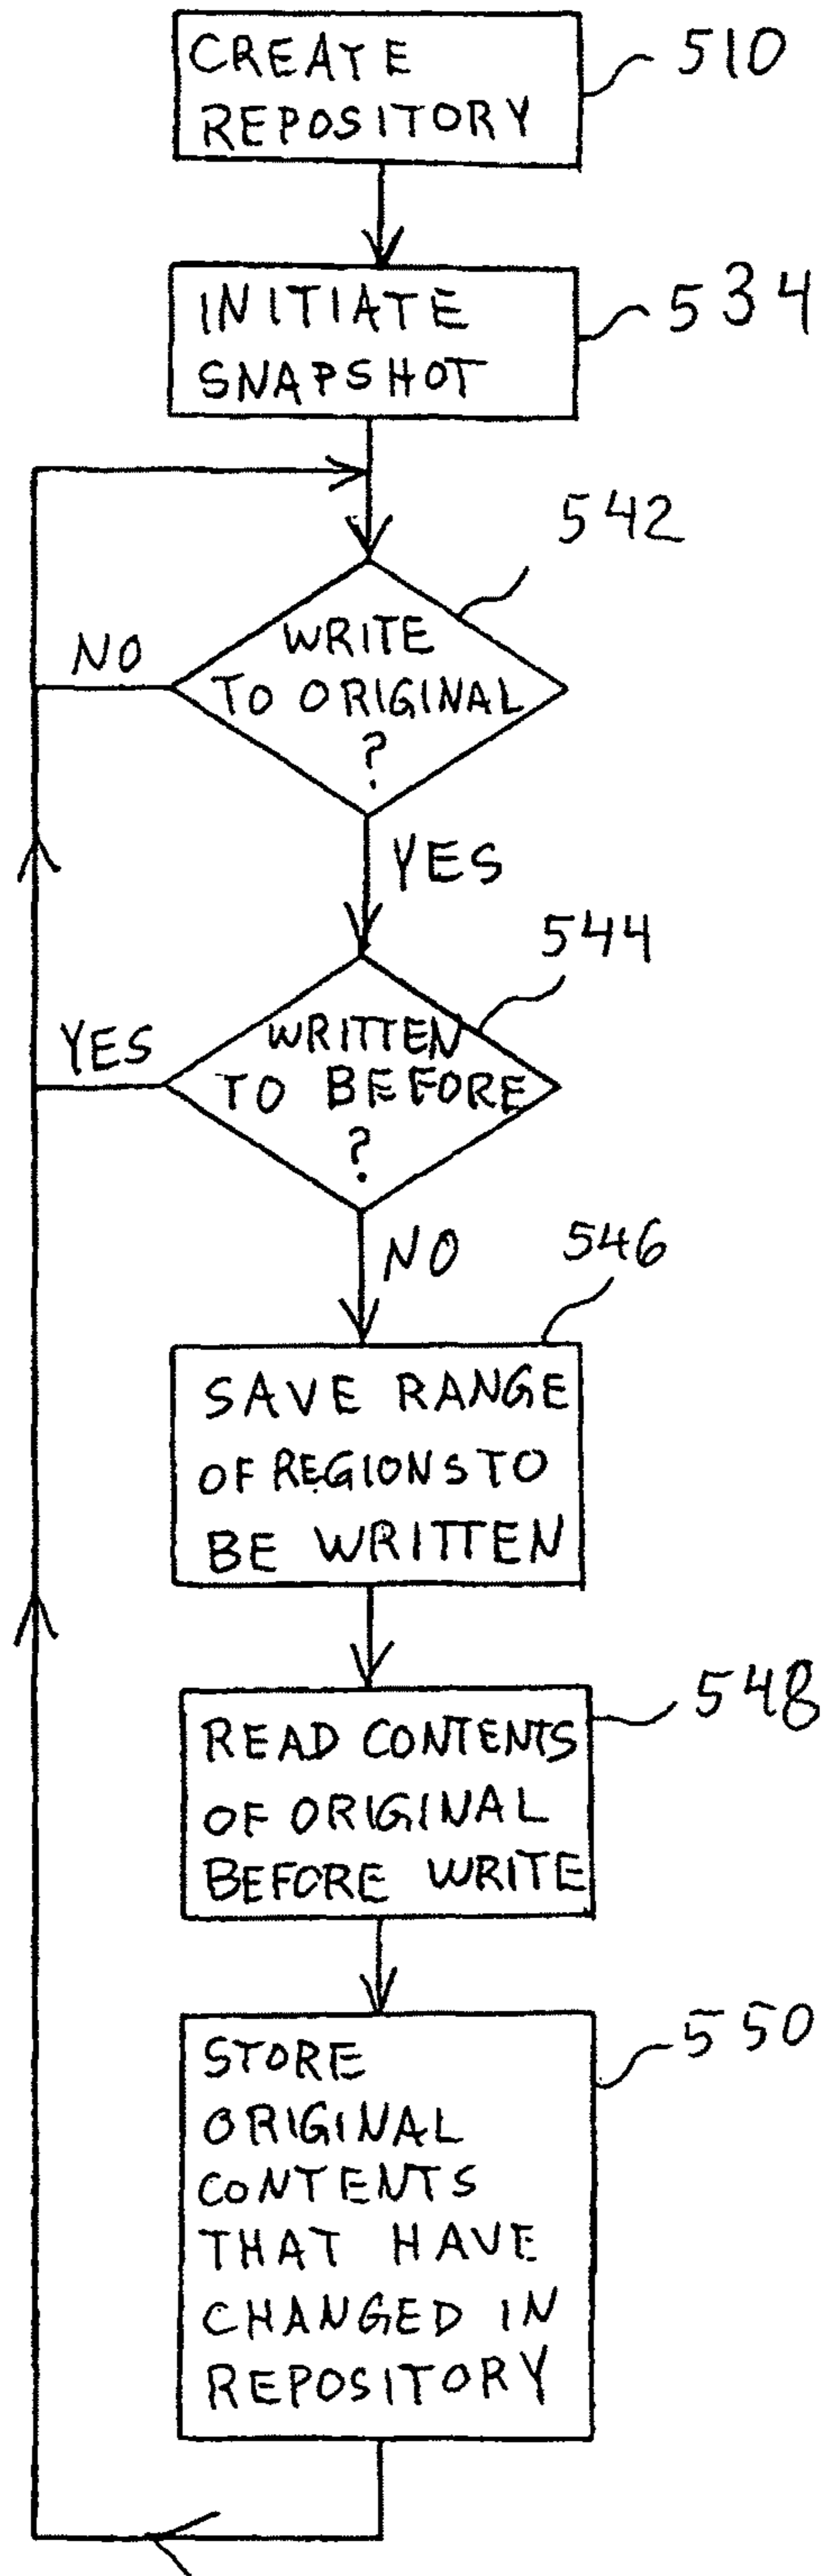 CREATE
REPOSITORY
510
INITIATE
SNAPSHOT
534
542
WRITE
TO ORIGINAL
?
NO
YES
544
WRITTEN
TO BEFORE
?
YES
NO
546
SAVE RANGE
OF REGIONS TO
BE WRITTEN
548
READ CONTENTS
OF ORIGINAL
BEFORE WRITE
550
STORE
ORIGINAL
CONTENTS
THAT HAVE
CHANGED IN
REPOSITORY